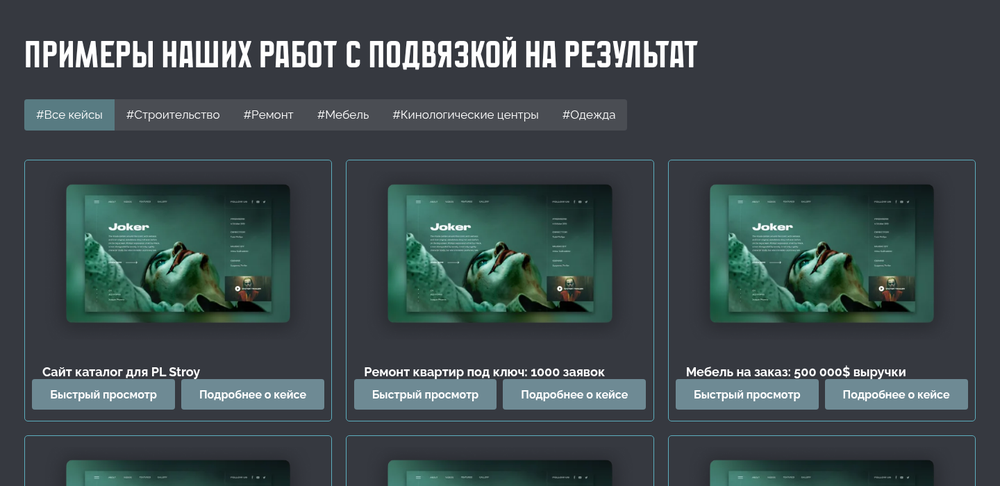 ПРИМЕРЫ НАШИХ РАБОТ С ПОДВЯЗКОЙ НА РЕЗУЛЬТАТ
#Все кейсы #Строительство #Ремонт #Мебель #Кинологические центры #Одежда
Joker Joker Joker
Сайт каталог для PL Stroy Ремонт квартир под ключ: 1000 заявок Мебель на заказ: 500 000$ выручки
Быстрый просмотр Подробнее о кейсе Быстрый просмотр Подробнее о кейсе Быстрый просмотр Подробнее о кейсе